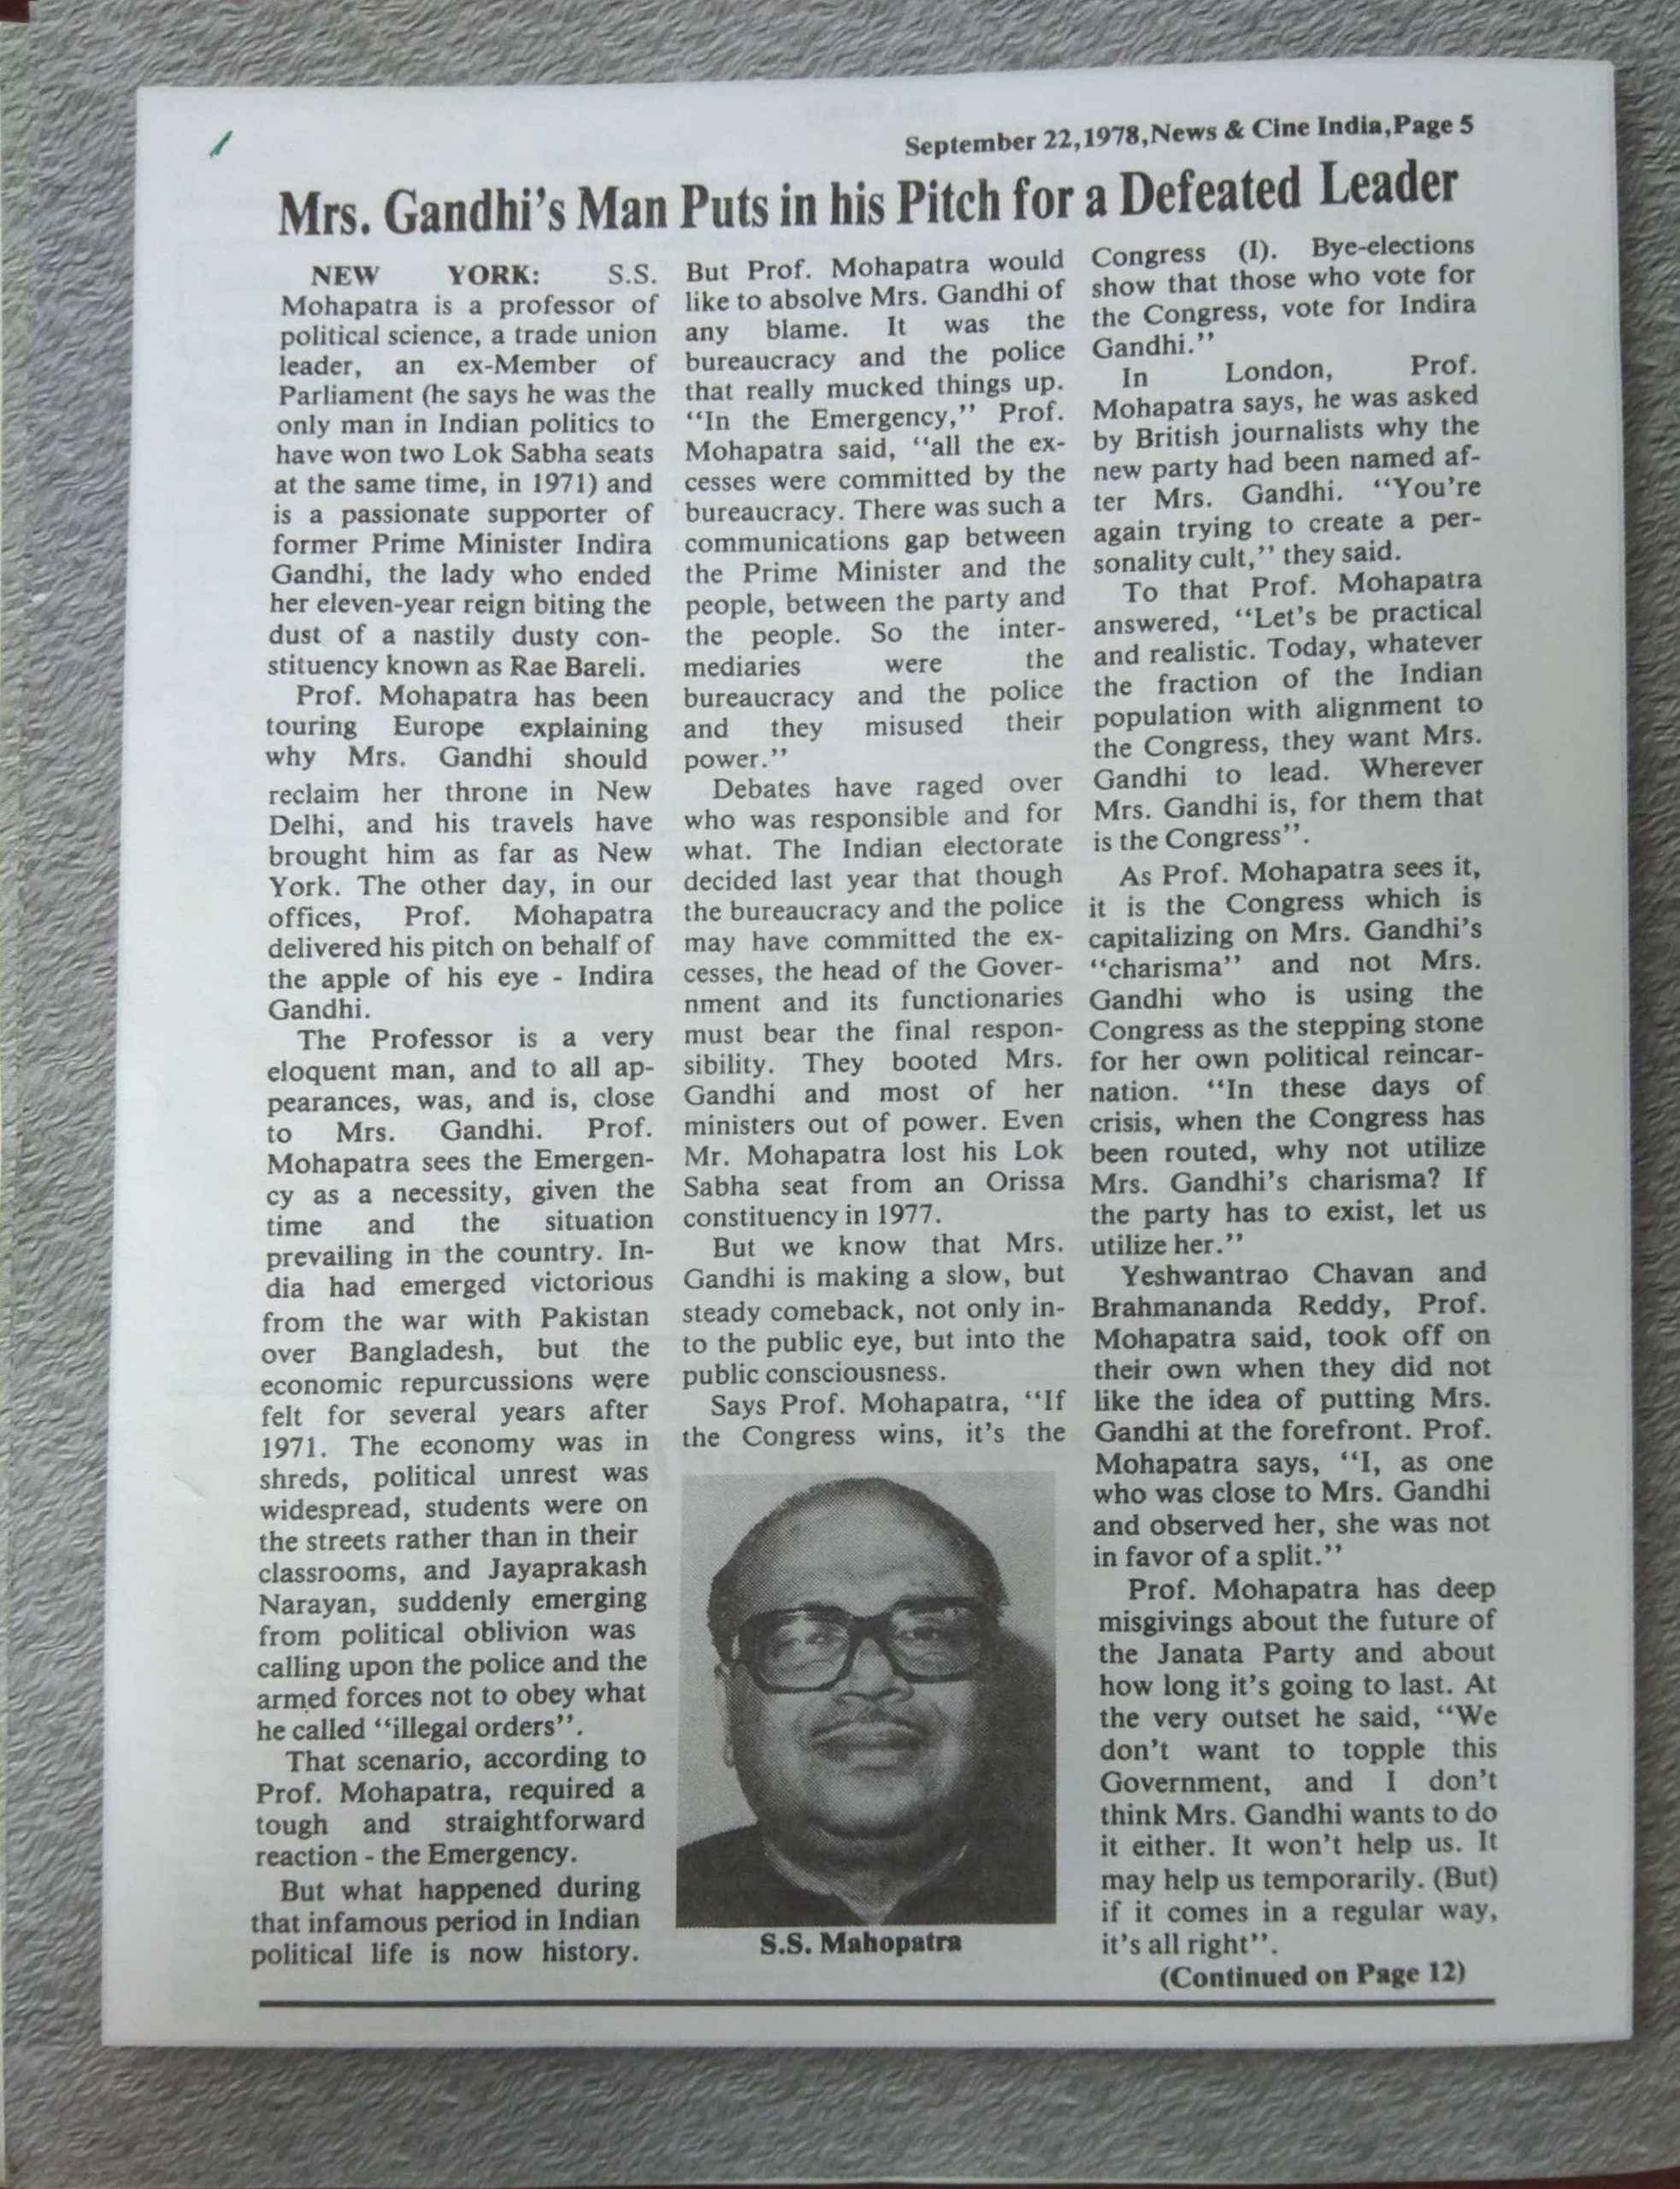 September 22,1978,News & Cine India,Page 5
Mrs. Gandhi's Man Puts in his Pitch for a Defeated Leader
NEW YORK: S.S.
Mohapatra is a professor of
political science, a trade union
leader, an ex-Member of
Parliament (he says he was the
only man in Indian politics to
have won two Lok Sabha seats
at the same time, in 1971) and
is a passionate supporter of
former Prime Minister Indira
Gandhi, the lady who ended
her eleven-year reign biting the
dust of a nastily dusty con-
stituency known as Rae Bareli.
Prof. Mohapatra has been
touring Europe explaining
why Mrs. Gandhi should
reclaim her throne in New
Delhi, and his travels have
brought him as far as New
York. The other day, in our
offices, Prof. Mohapatra
delivered his pitch on behalf of
the apple of his eye - Indira
Gandhi.
The Professor is a very
eloquent man, and to all ap-
pearances, was, and is, close
to Mrs. Gandhi. Prof.
Mohapatra sees the Emergen-
cy as a necessity, given the
time and the situation
prevailing in the country. In-
dia had emerged victorious
from the war with Pakistan
over Bangladesh, but the
economic repurcussions were
felt for several years after
1971. The economy was in
shreds, political unrest was
widespread, students were on
the streets rather than in their
classrooms, and Jayaprakash
Narayan, suddenly emerging
from political oblivion was
calling upon the police and the
armed forces not to obey what
he called "illegal orders".
That scenario, according to
Prof. Mohapatra, required a
tough and straightforward
reaction - the Emergency.
But what happened during
that infamous period in Indian
political life is now history.
But Prof. Mohapatra would
like to absolve Mrs. Gandhi of
any blame. It was the
bureaucracy and the police
that really mucked things up.
"In the Emergency," Prof.
Mohapatra said, "all the ex-
cesses were committed by the
bureaucracy. There was such a
communications gap between
the Prime Minister and the
people, between the party and
the people. So the inter-
mediaries were the
bureaucracy and the police
and they misused their
power."
Debates have raged over
who was responsible and for
what. The Indian electorate
decided last year that though
the bureaucracy and the police
may have committed the ex-
cesses, the head of the Gover-
nment and its functionaries
must bear the final respon-
sibility. They booted Mrs.
Gandhi and most of her
ministers out of power. Even
Mr. Mohapatra lost his Lok
Sabha seat from an Orissa
constituency in 1977.
But we know that Mrs.
Gandhi is making a slow, but
steady comeback, not only in-
to the public eye, but into the
public consciousness.
Says Prof. Mohapatra, "If
the Congress wins, it's the
S.S. Mahopatra
Congress (I). Bye-elections
show that those who vote for
the Congress, vote for Indira
Gandhi."
In London, Prof.
Mohapatra says, he was asked
by British journalists why the
new party had been named af-
ter Mrs. Gandhi. "You're
again trying to create a per-
sonality cult," they said.
To that Prof. Mohapatra
answered, "Let's be practical
and realistic. Today, whatever
the fraction of the Indian
population with alignment to
the Congress, they want Mrs.
Gandhi to lead. Wherever
Mrs. Gandhi is, for them that
is the Congress".
As Prof. Mohapatra sees it,
it is the Congress which is
capitalizing on Mrs. Gandhi's
"charisma" and not Mrs.
Gandhi who is using the
Congress as the stepping stone
for her own political reincar-
nation. "In these days of
crisis, when the Congress has
been routed, why not utilize
Mrs. Gandhi's charisma? If
the party has to exist, let us
utilize her."
Yeshwantrao Chavan and
Brahmananda Reddy, Prof.
Mohapatra said, took off on
their own when they did not
like the idea of putting Mrs.
Gandhi at the forefront. Prof.
Mohapatra says, "I, as one
who was close to Mrs. Gandhi
and observed her, she was not
in favor of a split."
Prof. Mohapatra has deep
misgivings about the future of
the Janata Party and about
how long it's going to last. At
the very outset he said, "We
don't want to topple this
Government, and I don't
think Mrs. Gandhi wants to do
it either. It won't help us. It
may help us temporarily. (But)
if it comes in a regular way,
it's all right".
(Continued on Page 12)